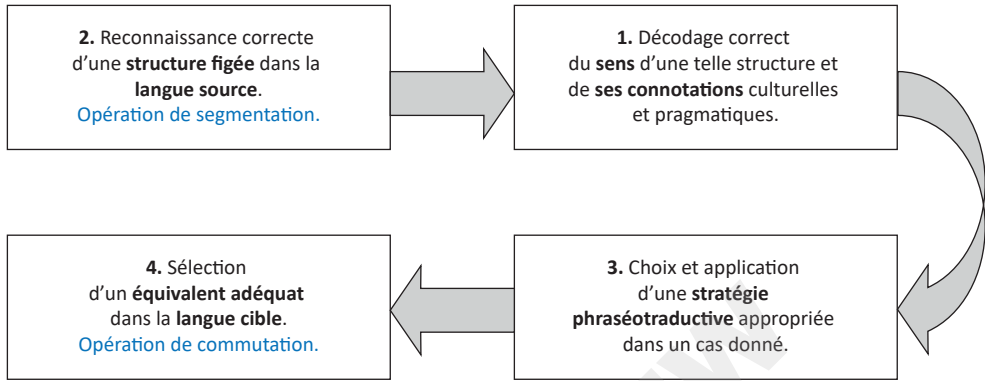 2. Reconnaissance correcte
d’une structure figée dans la
langue source.
Opération de segmentation.
1. Décodage correct
du sens d’une telle structure et
de ses connotations culturelles
et pragmatiques.
4. Sélection
d’un équivalent adéquat
dans la langue cible.
Opération de commutation.
3. Choix et application
d’une stratégie
phraséotraductive appropriée
dans un cas donné.